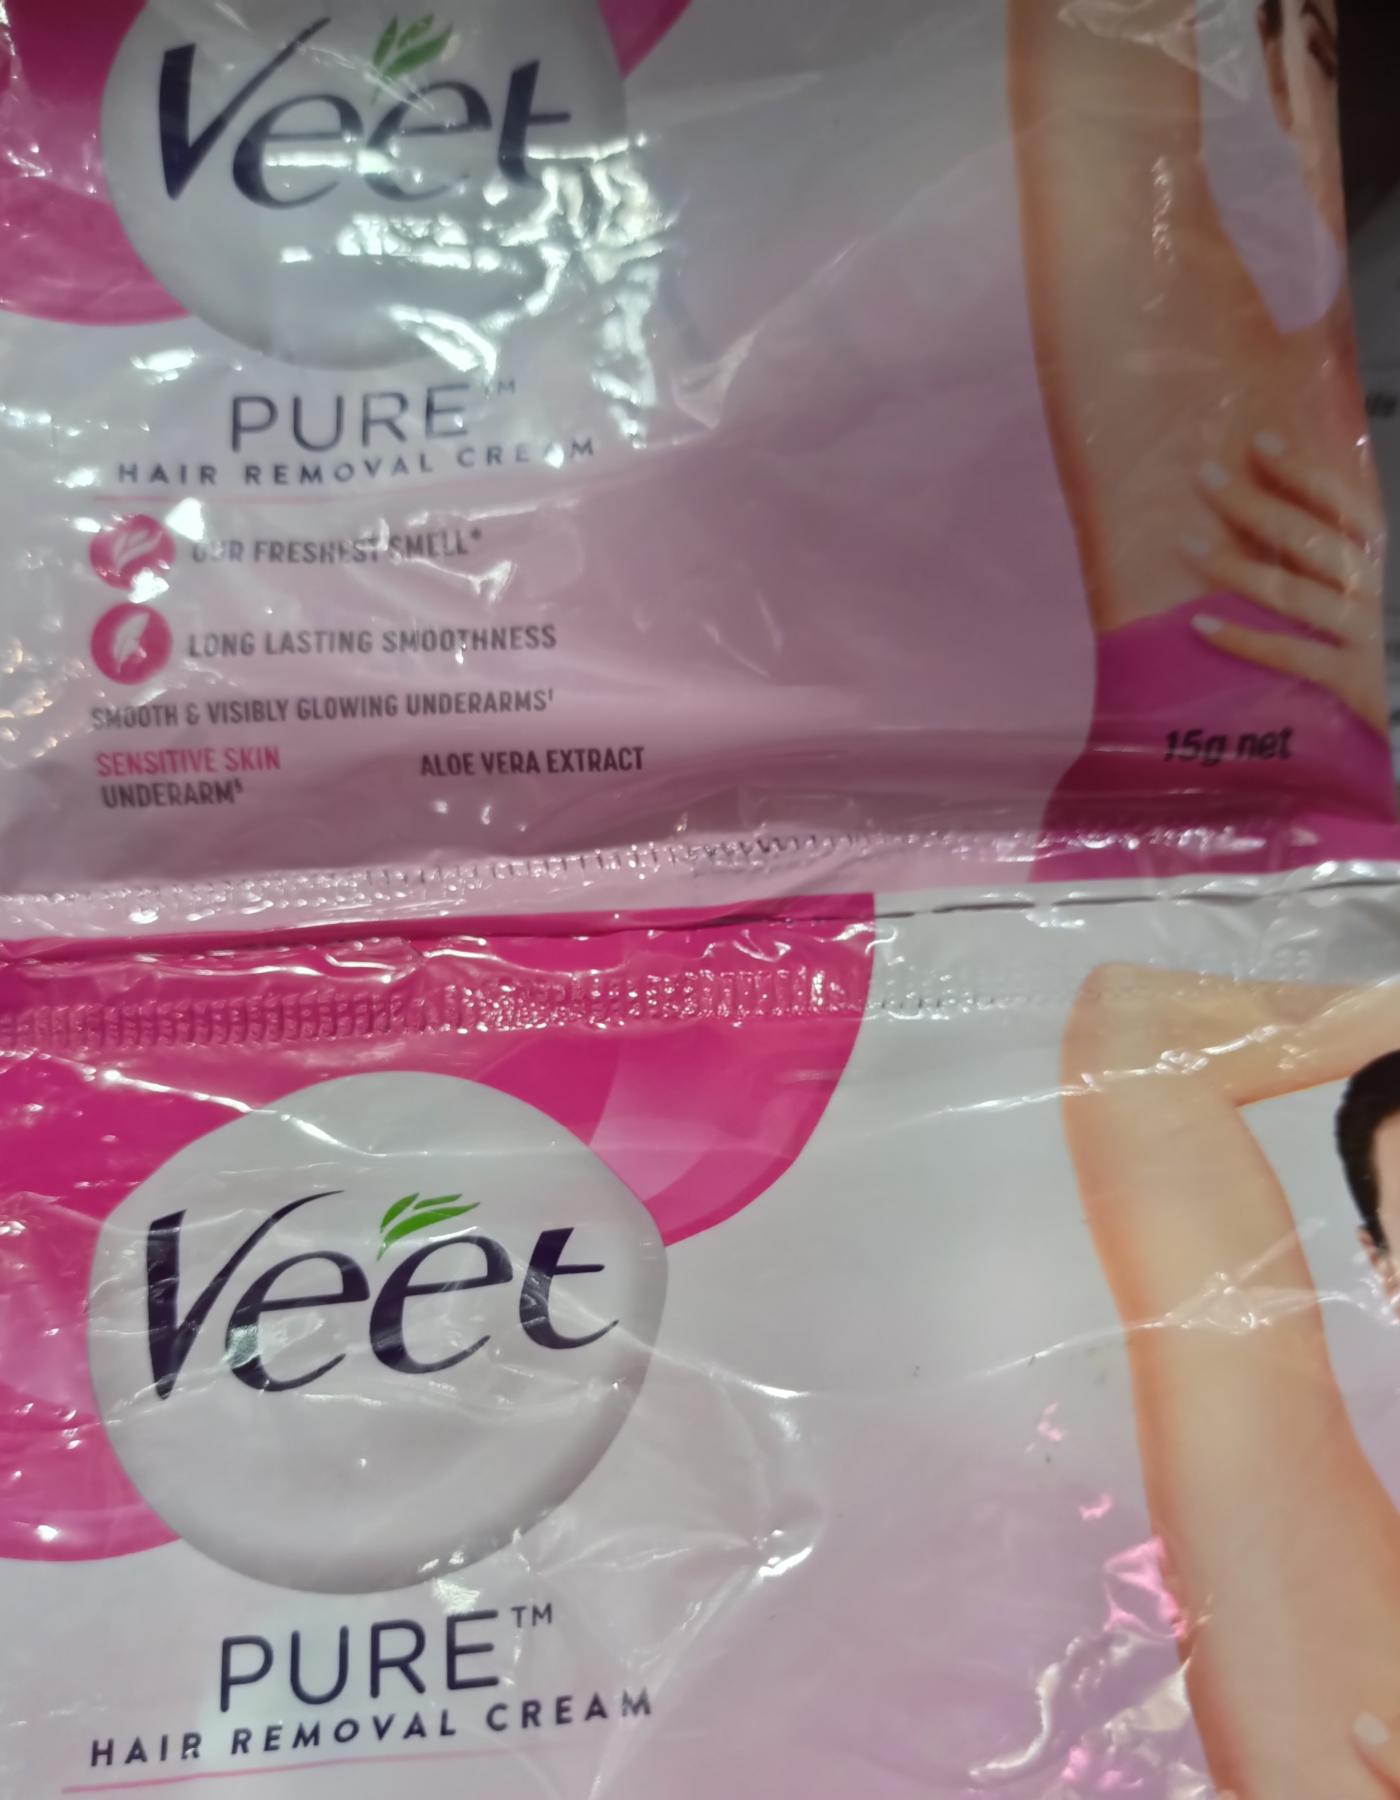 Veet
PURE™
HAIR REMOVAL CREAM
OUR FRESHEST SMELL*
LONG LASTING SMOOTHNESS
SMOOTH & VISIBLY GLOWING UNDERARMS¹
SENSITIVE SKIN
UNDERARM§
ALOE VERA EXTRACT
15g net
Veet
PURE™
HAIR REMOVAL CREAM